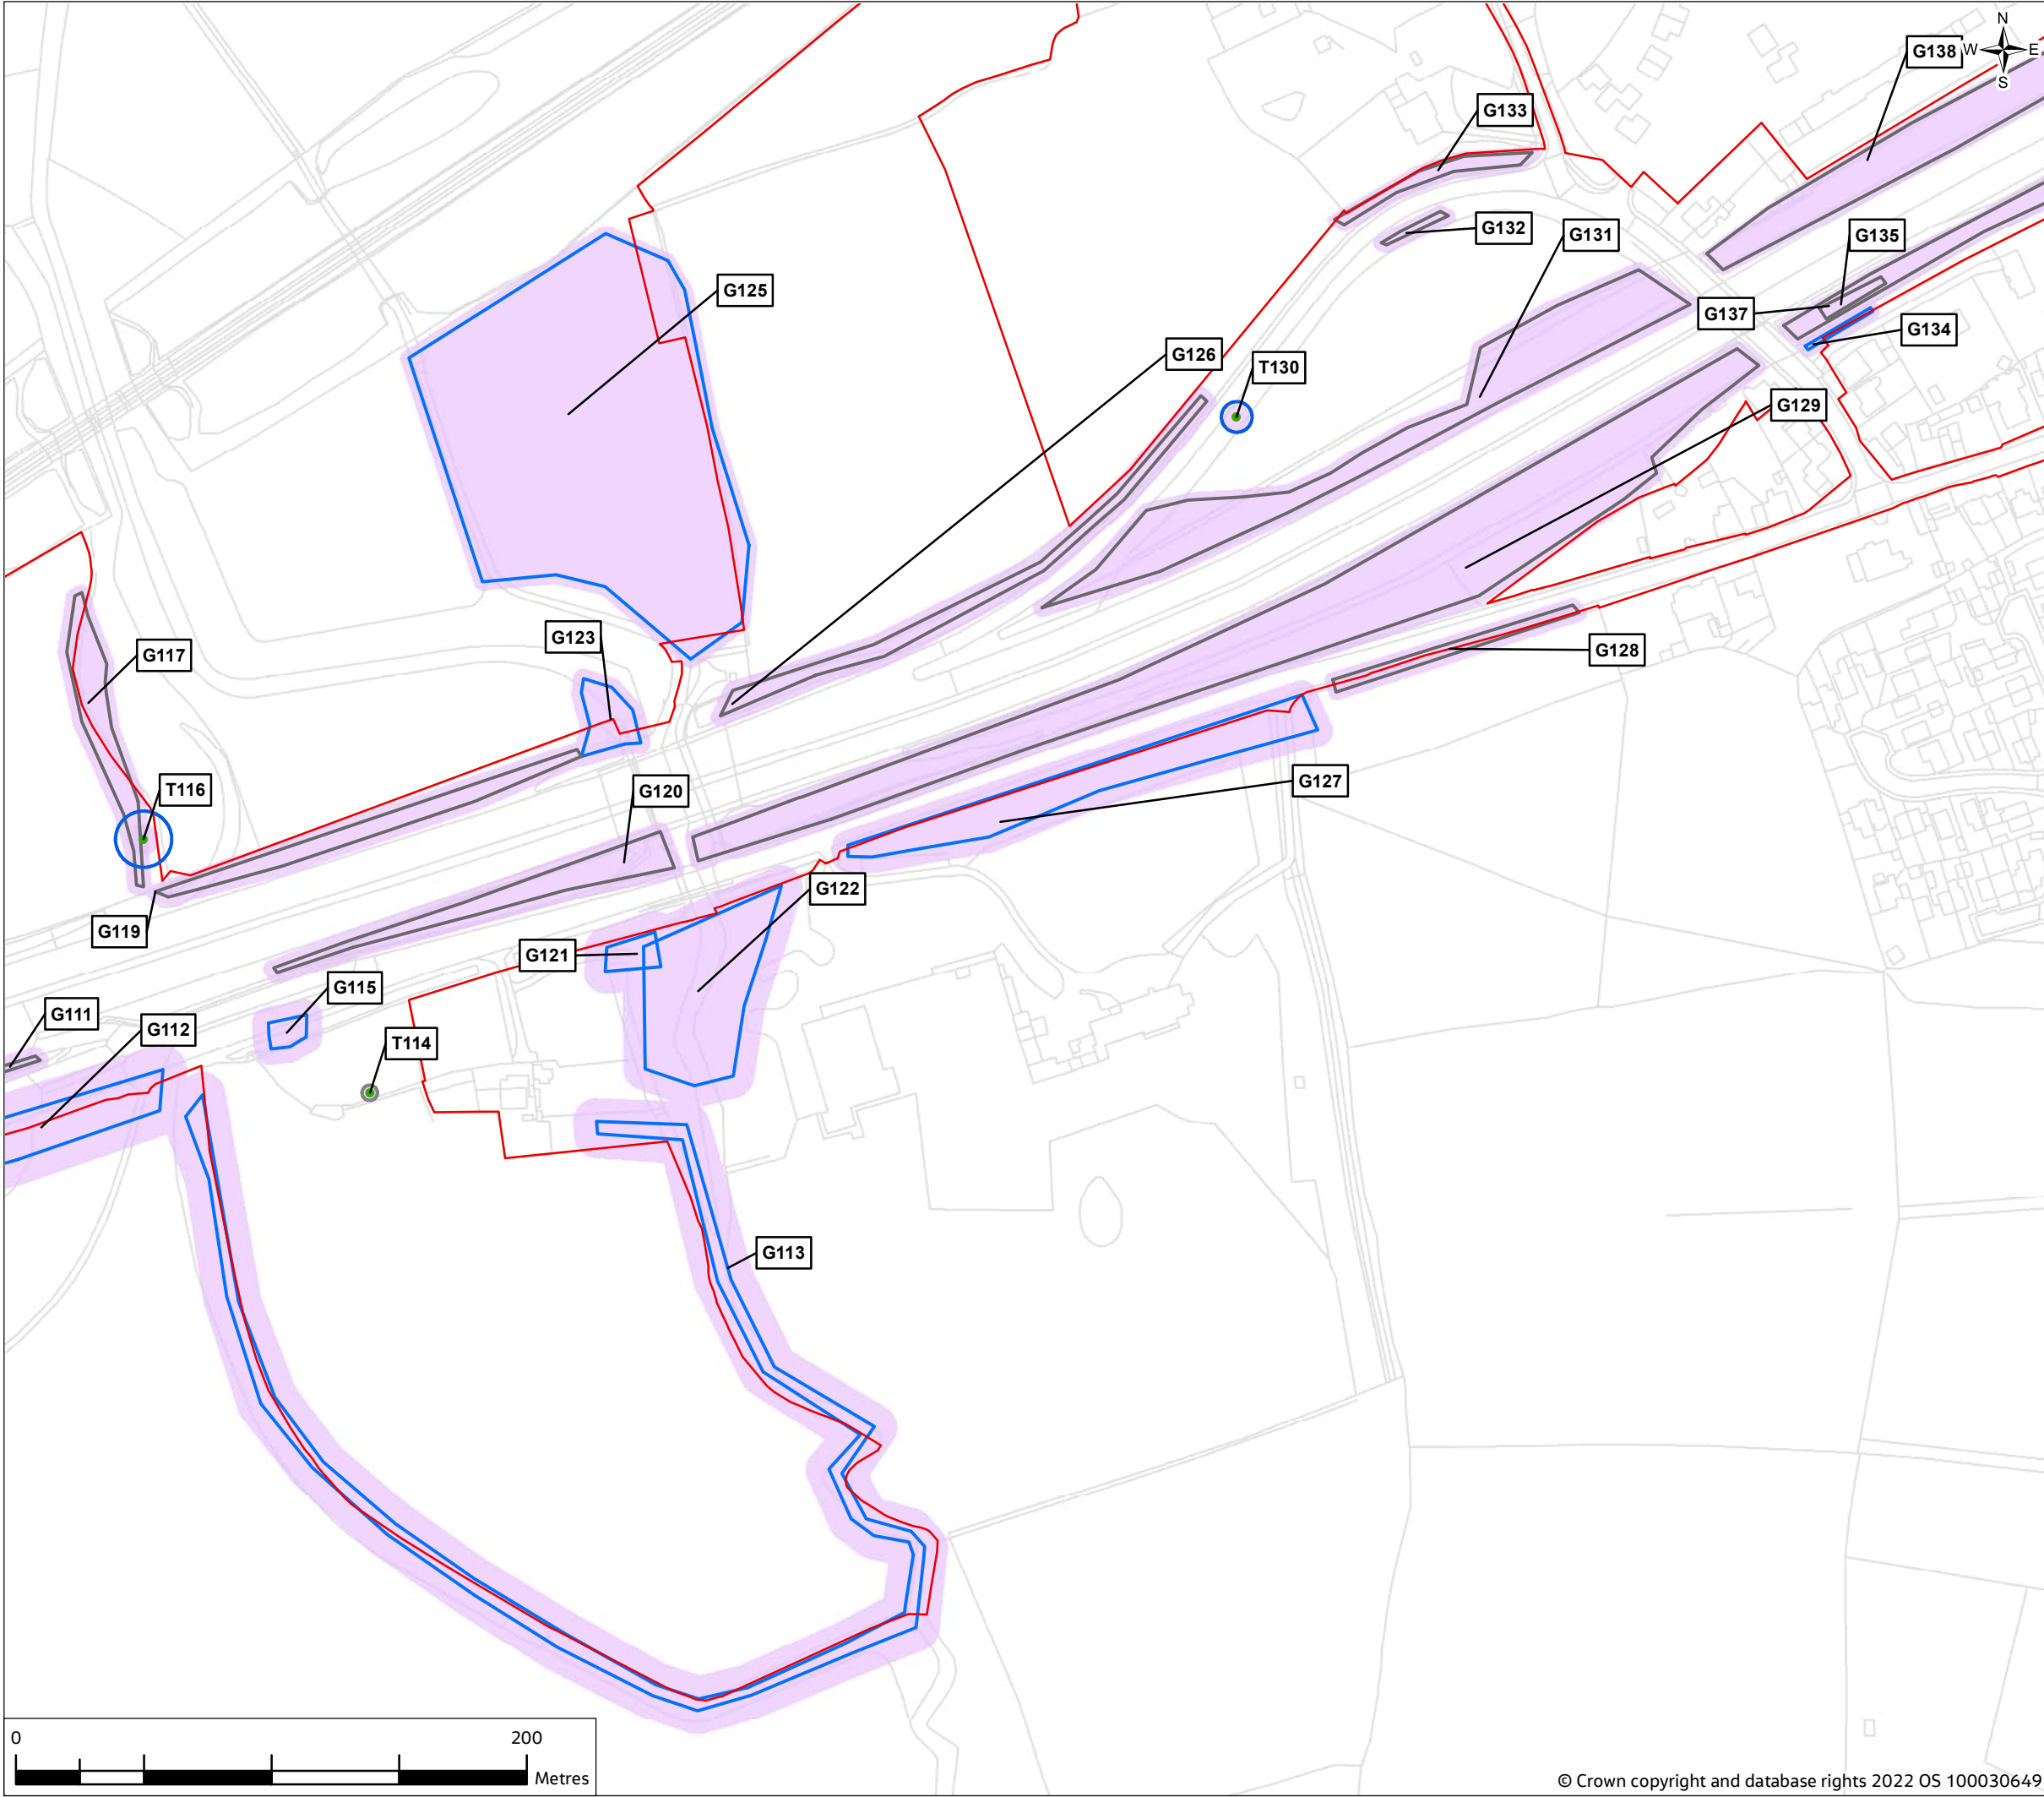 N
G138
W
E
S
G133
G132
G131
G135
G125
G137
G134
G126
T130
G129
G123
G128
G117
G127
T116
G120
G122
G119
G121
G115
G111
G112
T114
G113
0
200
Metres
© Crown copyright and database rights 2022 OS 100030649